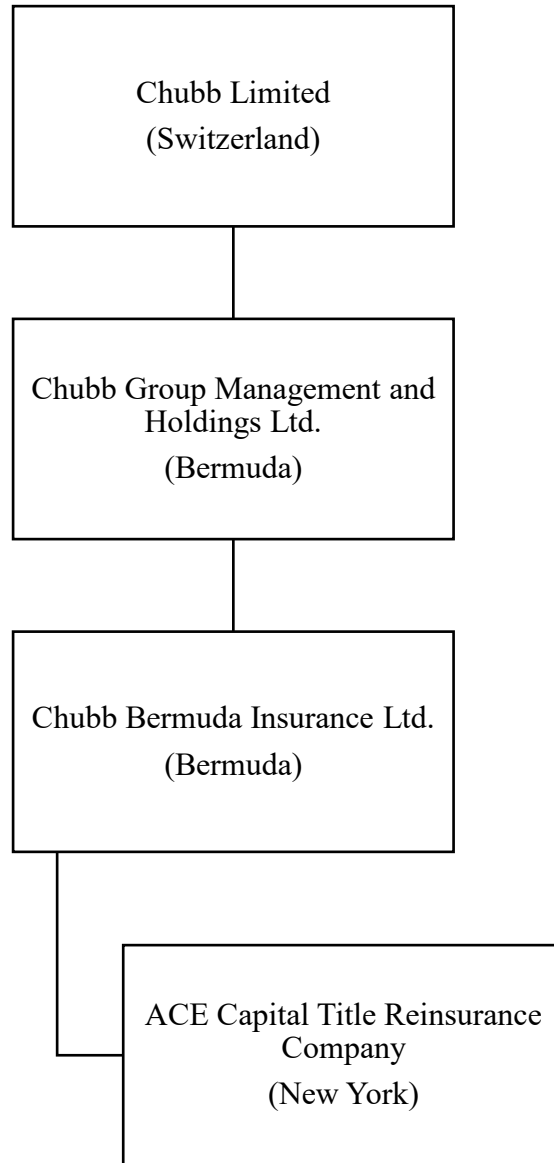 Chubb Limited
(Switzerland)
Chubb Group Management and
Holdings Ltd.
(Bermuda)
Chubb Bermuda Insurance Ltd.
(Bermuda)
ACE Capital Title Reinsurance
Company
(New York)